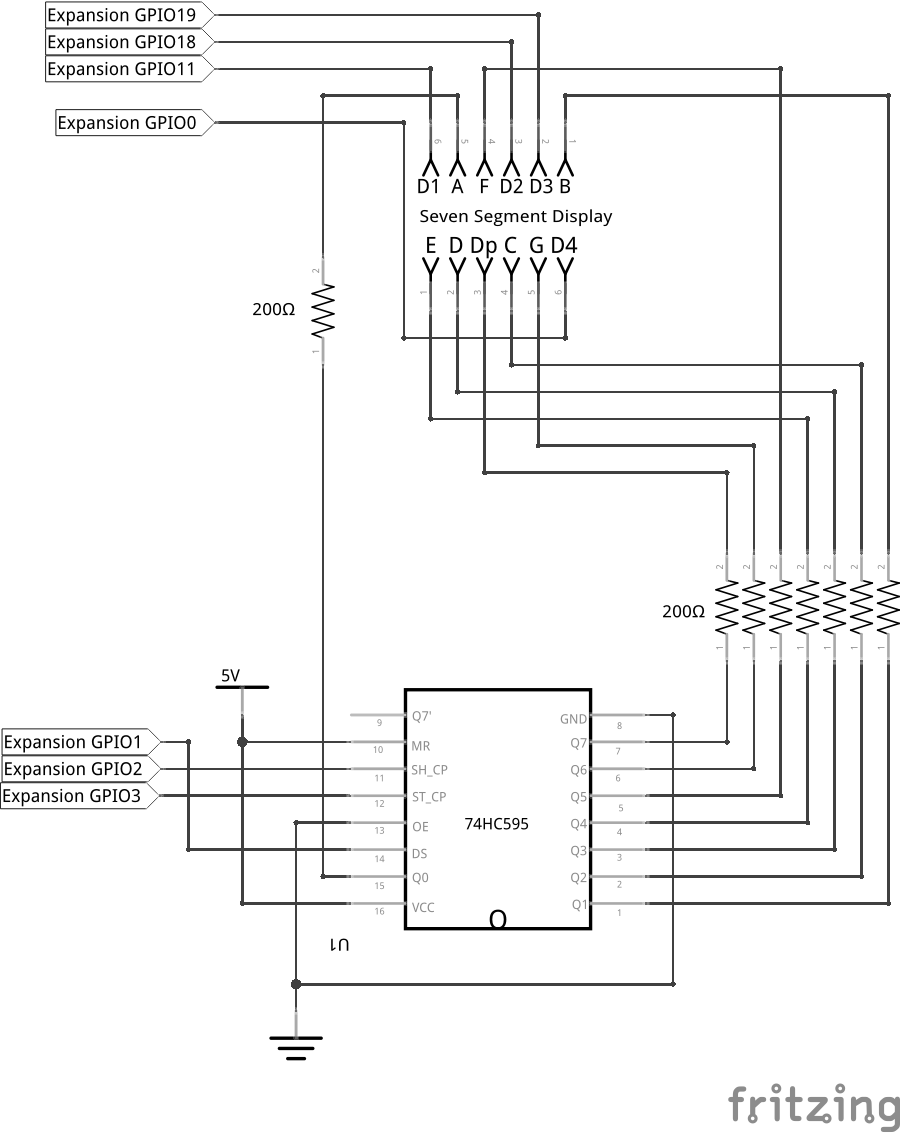 Expansion GPIO19
Expansion GPIO18
Expansion GPIO11
Expansion GPIO0
6 5 4 3 2 1
D1 A F D2 D3 B
Seven Segment Display
E D Dp C G D4
1 2 3 4 5 6
2
200Ω
1
2 2 2 2 2 2 2
200Ω
1 1 1 1 1 1 1
5V
Expansion GPIO1
Expansion GPIO2
Expansion GPIO3
9 Q7' GND 8
10 MR Q7 7
11 SH_CP Q6 6
12 ST_CP Q5 5
13 OE 74HC595 Q4 4
14 DS Q3 3
15 Q0 Q2 2
16 VCC Q1 1
U1
fritzing